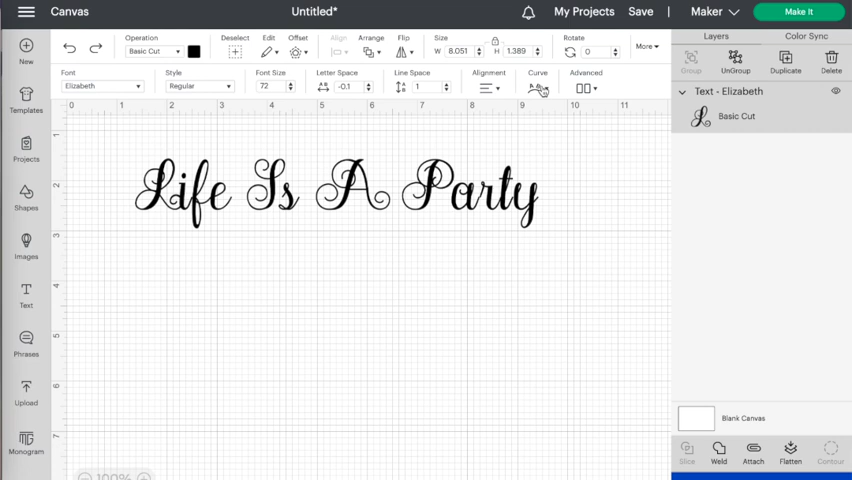 Canvas
Untitled*
My Projects
Save
Maker
Make It
New
Templates
Projects
Shapes
Images
Text
Phrases
Upload
Monogram
Operation
Basic Cut
Deselect
Edit
Offset
Align
Arrange
Flip
Size
W 8.051
H 1.389
Rotate
0
More
Font
Elizabeth
Style
Regular
Font Size
72
Letter Space
-0.1
Line Space
1
Alignment
Curve
Advanced
0 1 2 3 4 5 6 7 8 9 10 11
1
2
3
4
5
6
7
Life Is A Party
100%
Layers
Color Sync
Group
UnGroup
Duplicate
Delete
Text - Elizabeth
Basic Cut
Blank Canvas
Slice
Weld
Attach
Flatten
Contour